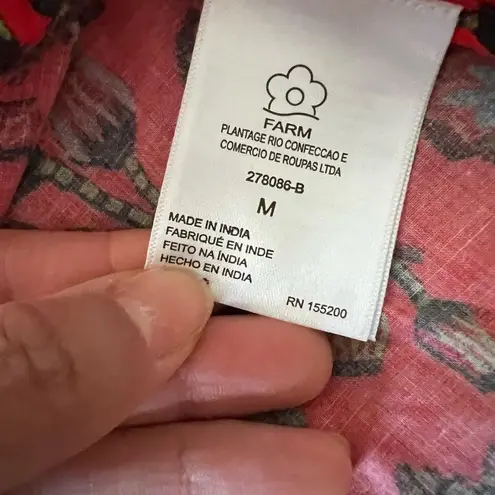 FARM
PLANTAGE RIO CONFECCAO E
COMERCIO DE ROUPAS LTDA
278086-B
M
MADE IN INDIA
FABRIQUÉ EN INDE
FEITO NA ÍNDIA
HECHO EN INDIA
RN 155200